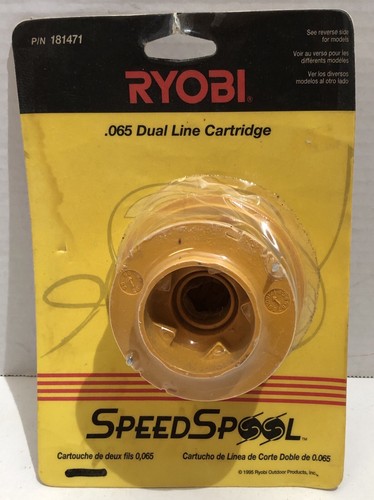 P/N 181471
See reverse side
for models
Voir au verso pour les
différents modèles
Ver los diversos
modelos al otro lado
RYOBI
.065 Dual Line Cartridge
SPEEDSPOOL™
Cartouche de deux fils 0,065
Cartucho de Línea de Corte Doble de 0.065
© 1995 Ryobi Outdoor Products, Inc.